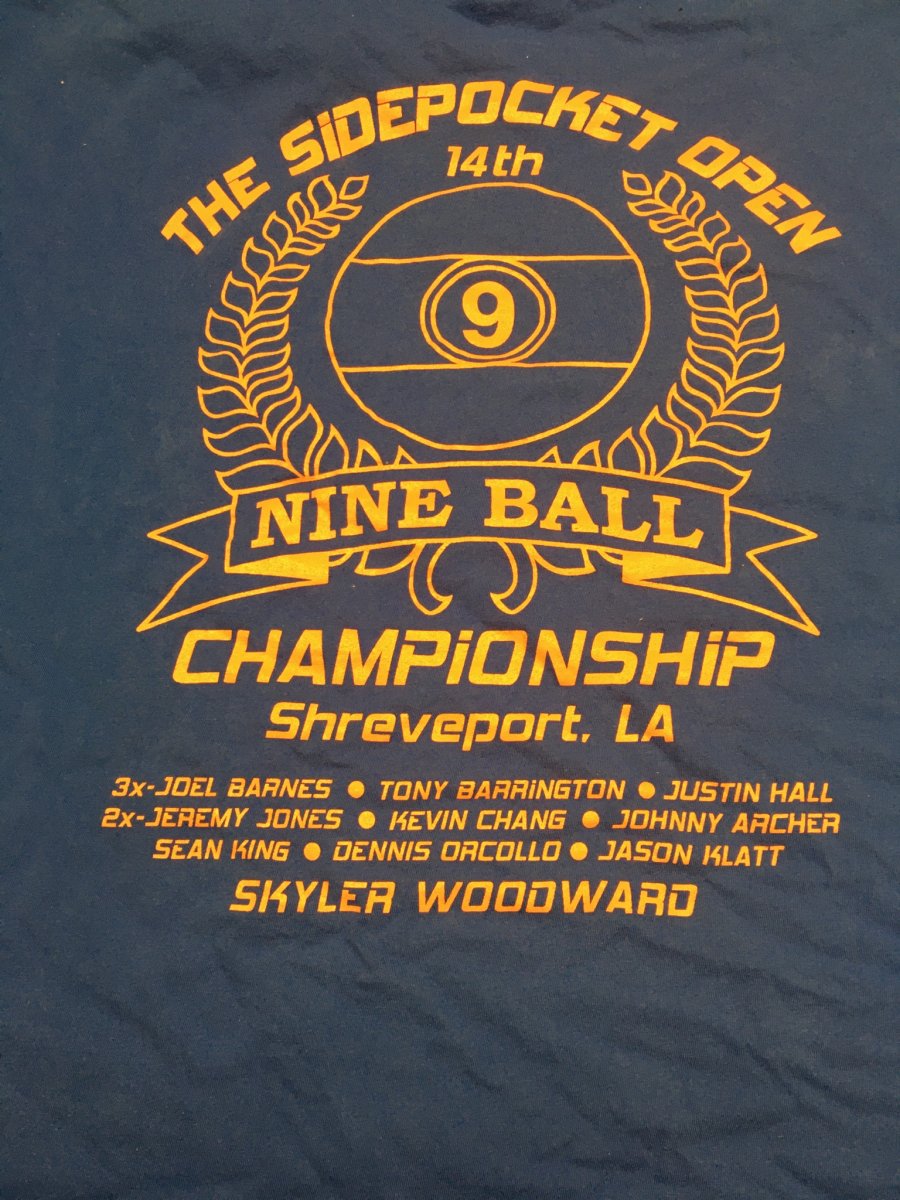 THE SiDEPOCKET OPEN
14th
9
NINE BALL
CHAMPiONSHiP
Shreveport, LA
3x-JOEL BARNES ● TONY BARRiNGTON ● JUSTIN HALL
2x-JEREMY JONES ● KEVIN CHANG ● JOHNNY ARCHER
SEAN KING ● DENNIS ORCOLLO ● JASON KLATT
SKYLER WOODWARD